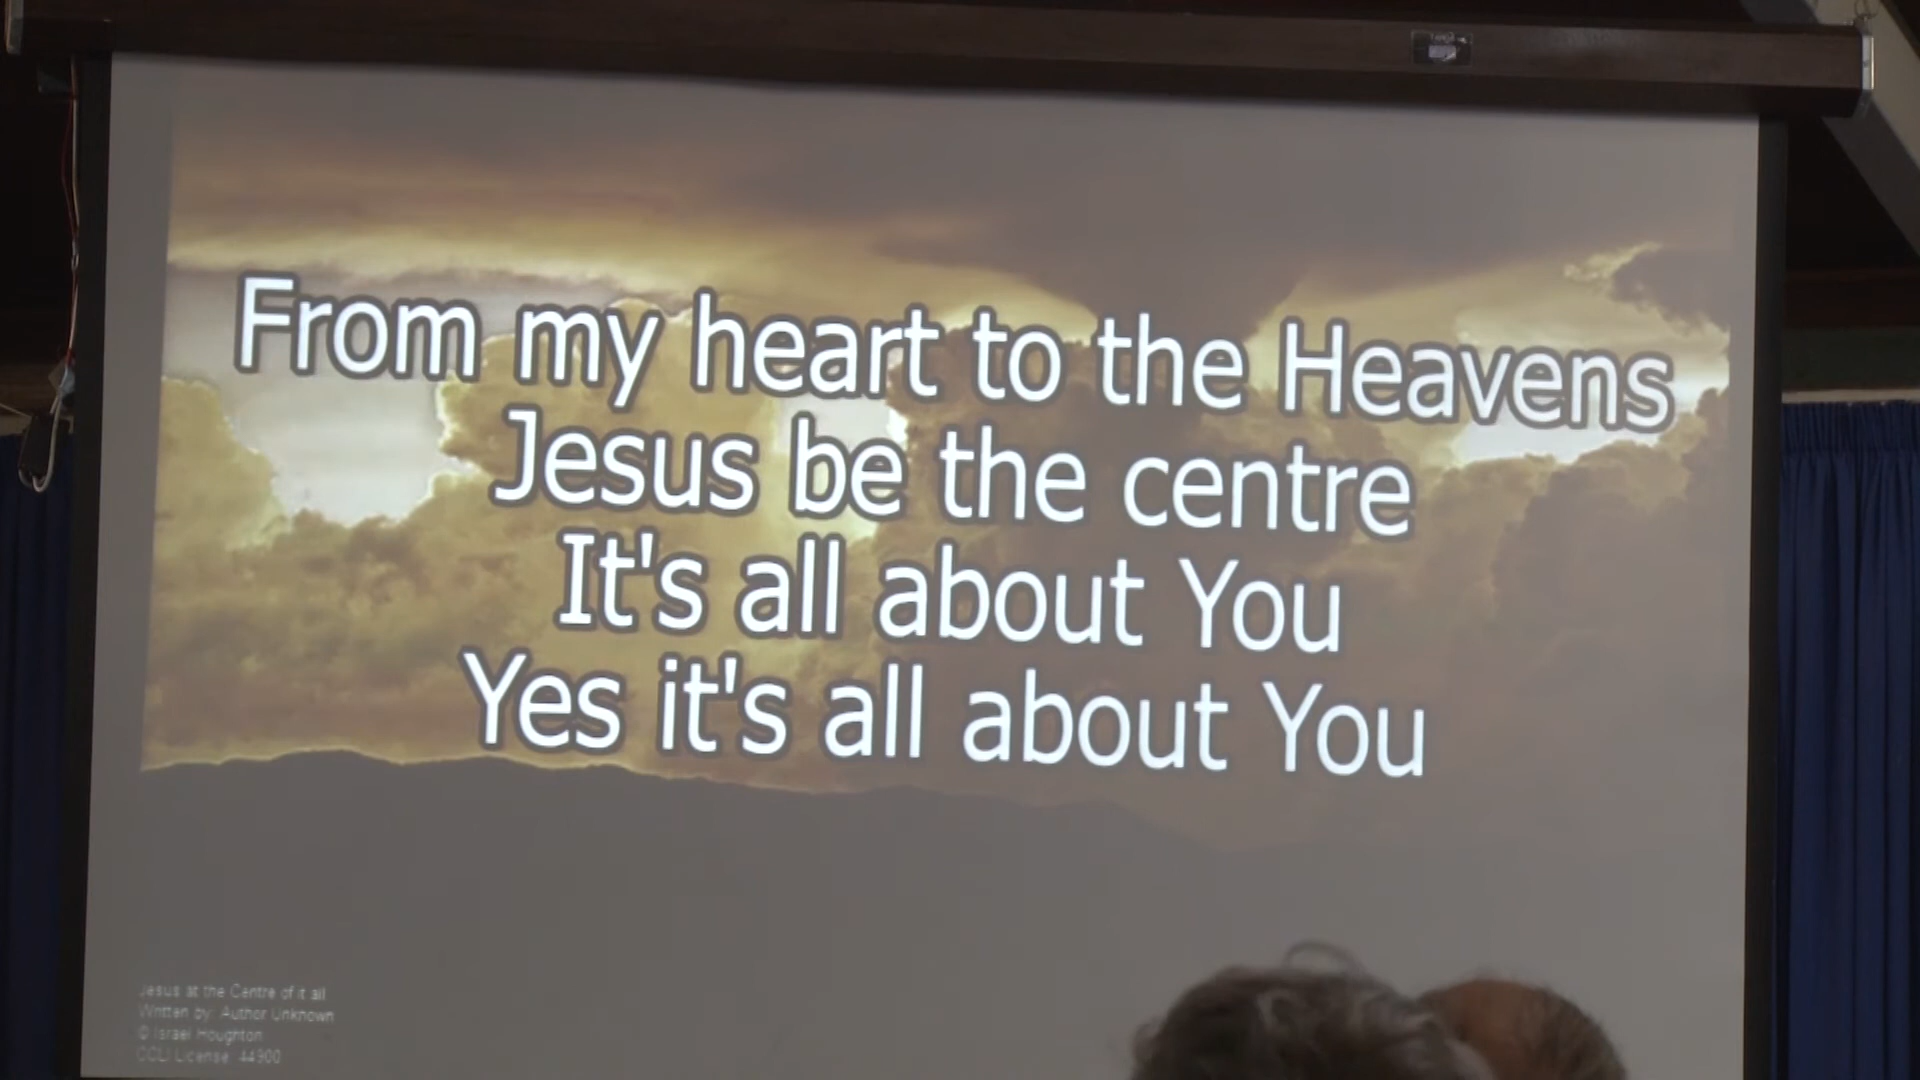 From my heart to the Heavens
Jesus be the centre
It's all about You
Yes it's all about You
Jesus at the Centre of it all
Written by: Author Unknown
© Israel Houghton
CCLI License: 44900